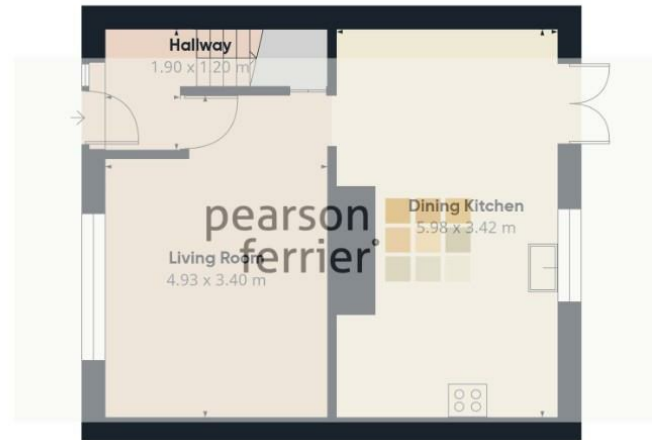 Hallway
1.90 x 1.20 m
pearson
ferrier
Dining Kitchen
5.98 x 3.42 m
Living Room
4.93 x 3.40 m